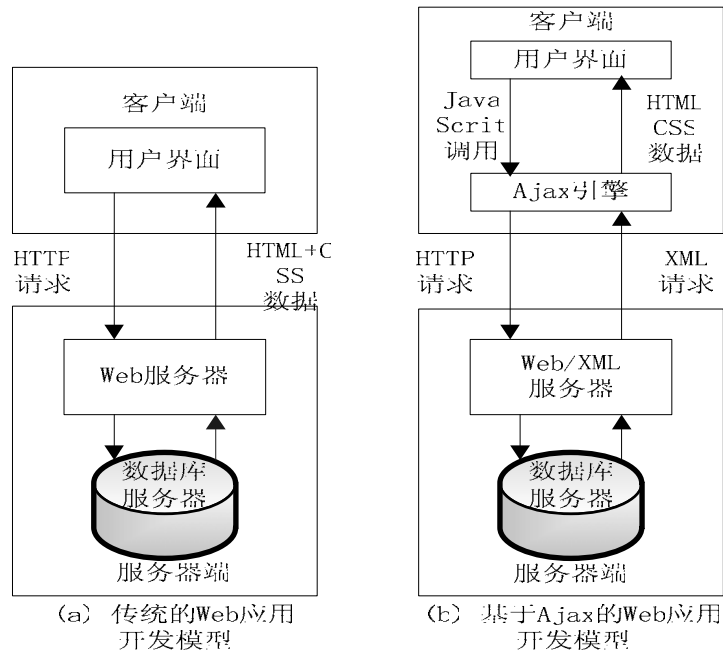 客户端
用户界面
HTTF
请求
HTML+C
SS
数据
Web服务器
数据库
服务器
服务器端
(a) 传统的Web应用
开发模型
客户端
用户界面
Java
Scrit
调用
HTML
CSS
数据
Ajax引擎
HTTP
请求
XML
请求
Web/XML
服务器
数据库
服务器
服务器端
(b) 基于Ajax的Web应用
开发模型